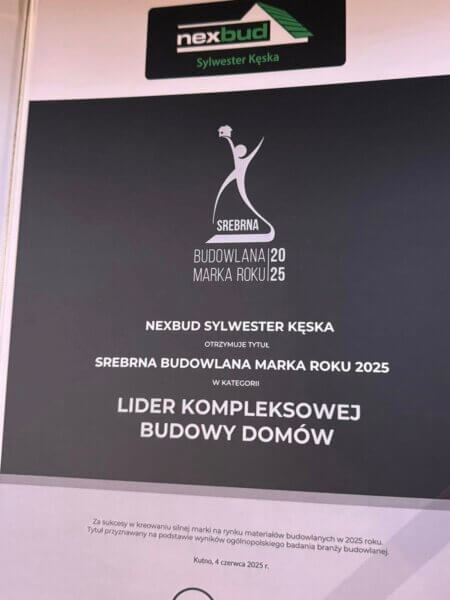 nexbud
Sylwester Kęska
SREBRNA
BUDOWLANA 20
MARKA ROKU 25
NEXBUD SYLWESTER KĘSKA
OTRZYMUJE TYTUŁ
SREBRNA BUDOWLANA MARKA ROKU 2025
W KATEGORII
LIDER KOMPLEKSOWEJ
BUDOWY DOMÓW
Za sukcesy w kreowaniu silnej marki na rynku materiałów budowlanych w 2025 roku.
Tytuł przyznawany na podstawie wyników ogólnopolskiego badania branży budowlanej.
Kutno, 4 czerwca 2025 r.